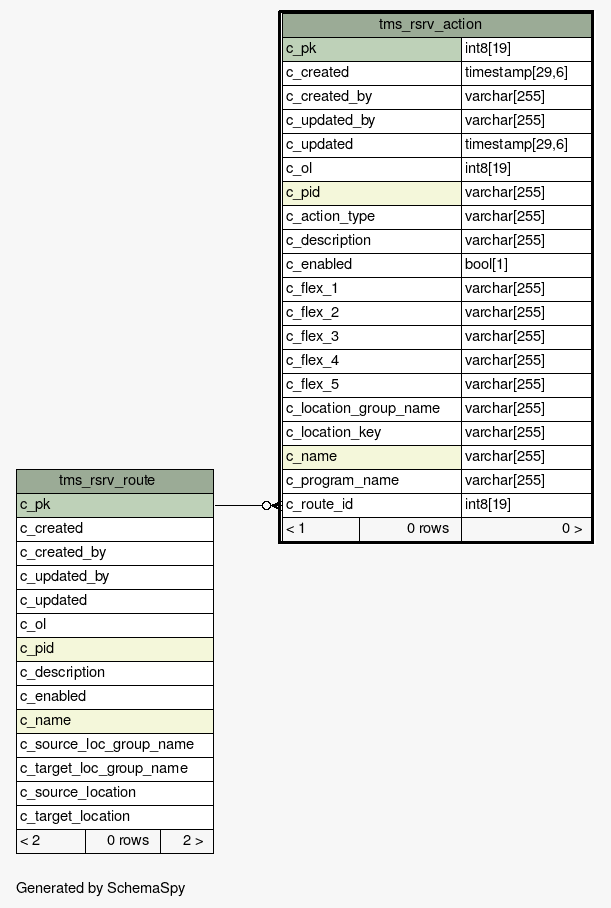 tms_rsrv_action
c_pk int8[19]
c_created timestamp[29,6]
c_created_by varchar[255]
c_updated_by varchar[255]
c_updated timestamp[29,6]
c_ol int8[19]
c_pid varchar[255]
c_action_type varchar[255]
c_description varchar[255]
c_enabled bool[1]
c_flex_1 varchar[255]
c_flex_2 varchar[255]
c_flex_3 varchar[255]
c_flex_4 varchar[255]
c_flex_5 varchar[255]
c_location_group_name varchar[255]
c_location_key varchar[255]
c_name varchar[255]
c_program_name varchar[255]
c_route_id int8[19]
< 1 0 rows 0 >
tms_rsrv_route
c_pk
c_created
c_created_by
c_updated_by
c_updated
c_ol
c_pid
c_description
c_enabled
c_name
c_source_loc_group_name
c_target_loc_group_name
c_source_location
c_target_location
< 2 0 rows 2 >
Generated by SchemaSpy